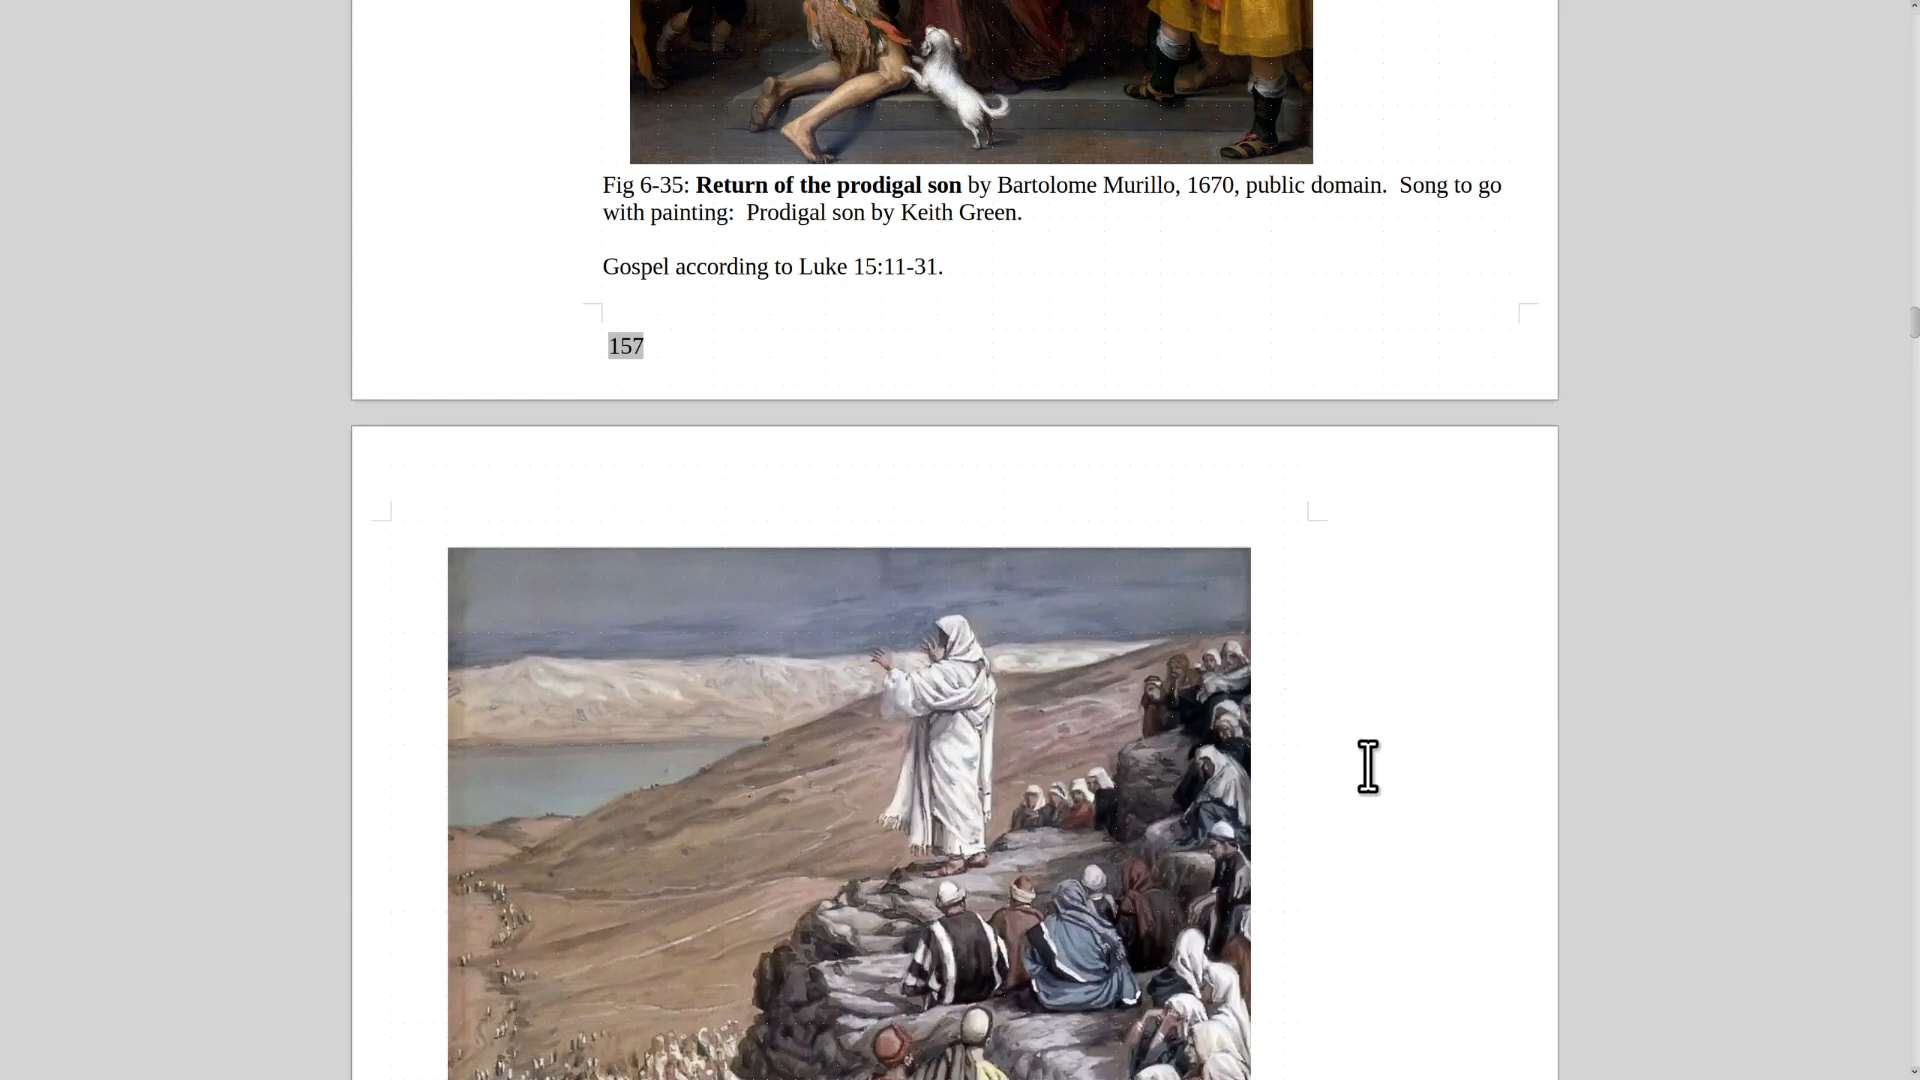 Fig 6-35: Return of the prodigal son by Bartolome Murillo, 1670, public domain.  Song to go
with painting:  Prodigal son by Keith Green.
Gospel according to Luke 15:11-31.
157